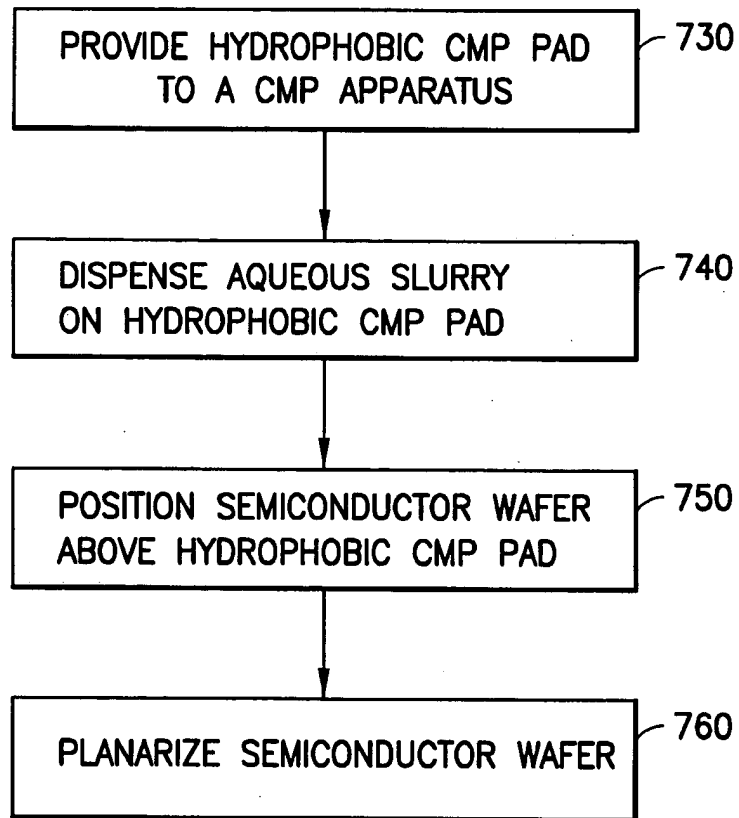 PROVIDE HYDROPHOBIC CMP PAD
TO A CMP APPARATUS
730
DISPENSE AQUEOUS SLURRY
ON HYDROPHOBIC CMP PAD
740
POSITION SEMICONDUCTOR WAFER
ABOVE HYDROPHOBIC CMP PAD
750
PLANARIZE SEMICONDUCTOR WAFER
760